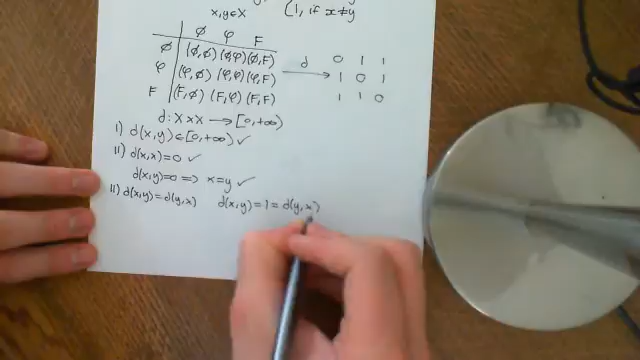 x,y∈X (1, if x≠y
∅ φ F
∅ (∅,∅) (∅,φ) (∅,F) d 0 1 1
φ (φ,∅) (φ,φ) (φ,F) ⟶ 1 0 1
F (F,∅) (F,φ) (F,F) 1 1 0
d: X×X ⟶ [0,+∞)
I) d(x,y)∈[0,+∞) ✓
II) d(x,x)=0 ✓
d(x,y)=0 ⟹ x=y ✓
II) d(x,y)=d(y,x) d(x,y)=1=d(y,x)